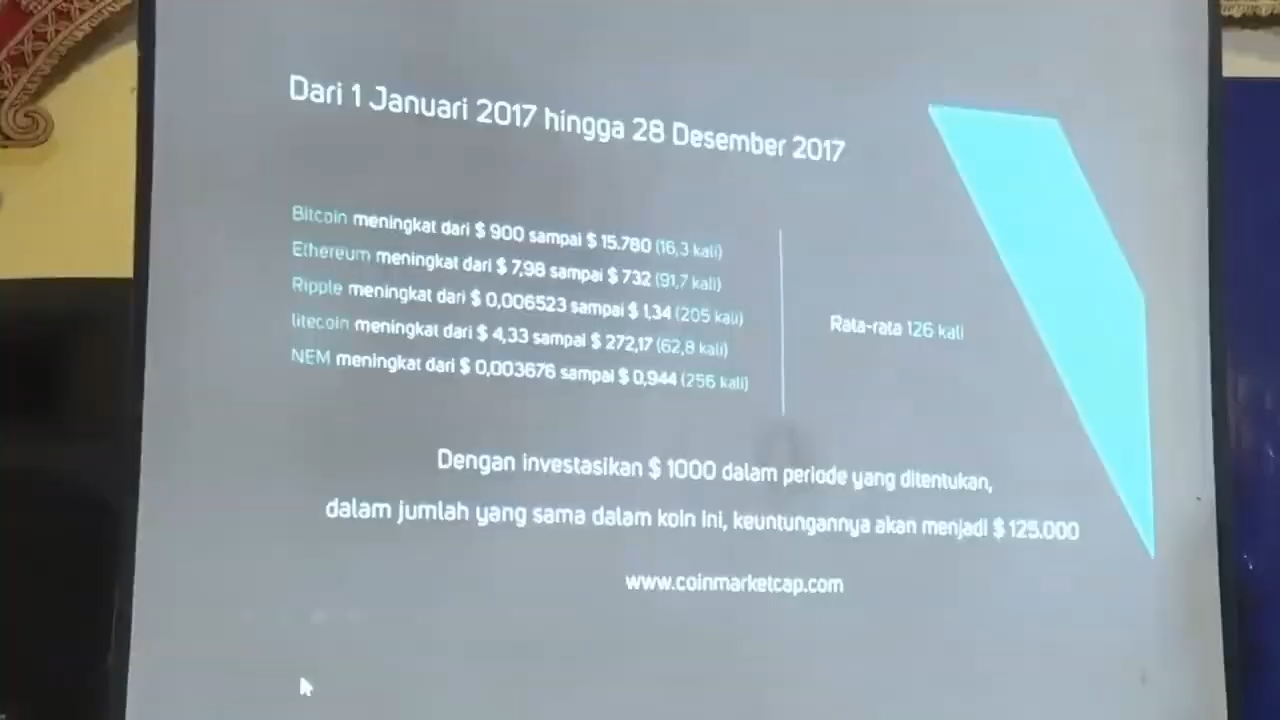 Dari 1 Januari 2017 hingga 28 Desember 2017
Bitcoin meningkat dari $ 900 sampai $ 15.780 (16,3 kali)
Ethereum meningkat dari $ 7,98 sampai $ 732 (91,7 kali)
Ripple meningkat dari $ 0,006523 sampai $ 1,34 (205 kali)
litecoin meningkat dari $ 4,33 sampai $ 272,17 (62,8 kali)
NEM meningkat dari $ 0,003676 sampai $ 0,944 (256 kali)
Rata-rata 126 kali
Dengan investasikan $ 1000 dalam periode yang ditentukan,
dalam jumlah yang sama dalam koin ini, keuntungannya akan menjadi $ 125.000
www.coinmarketcap.com